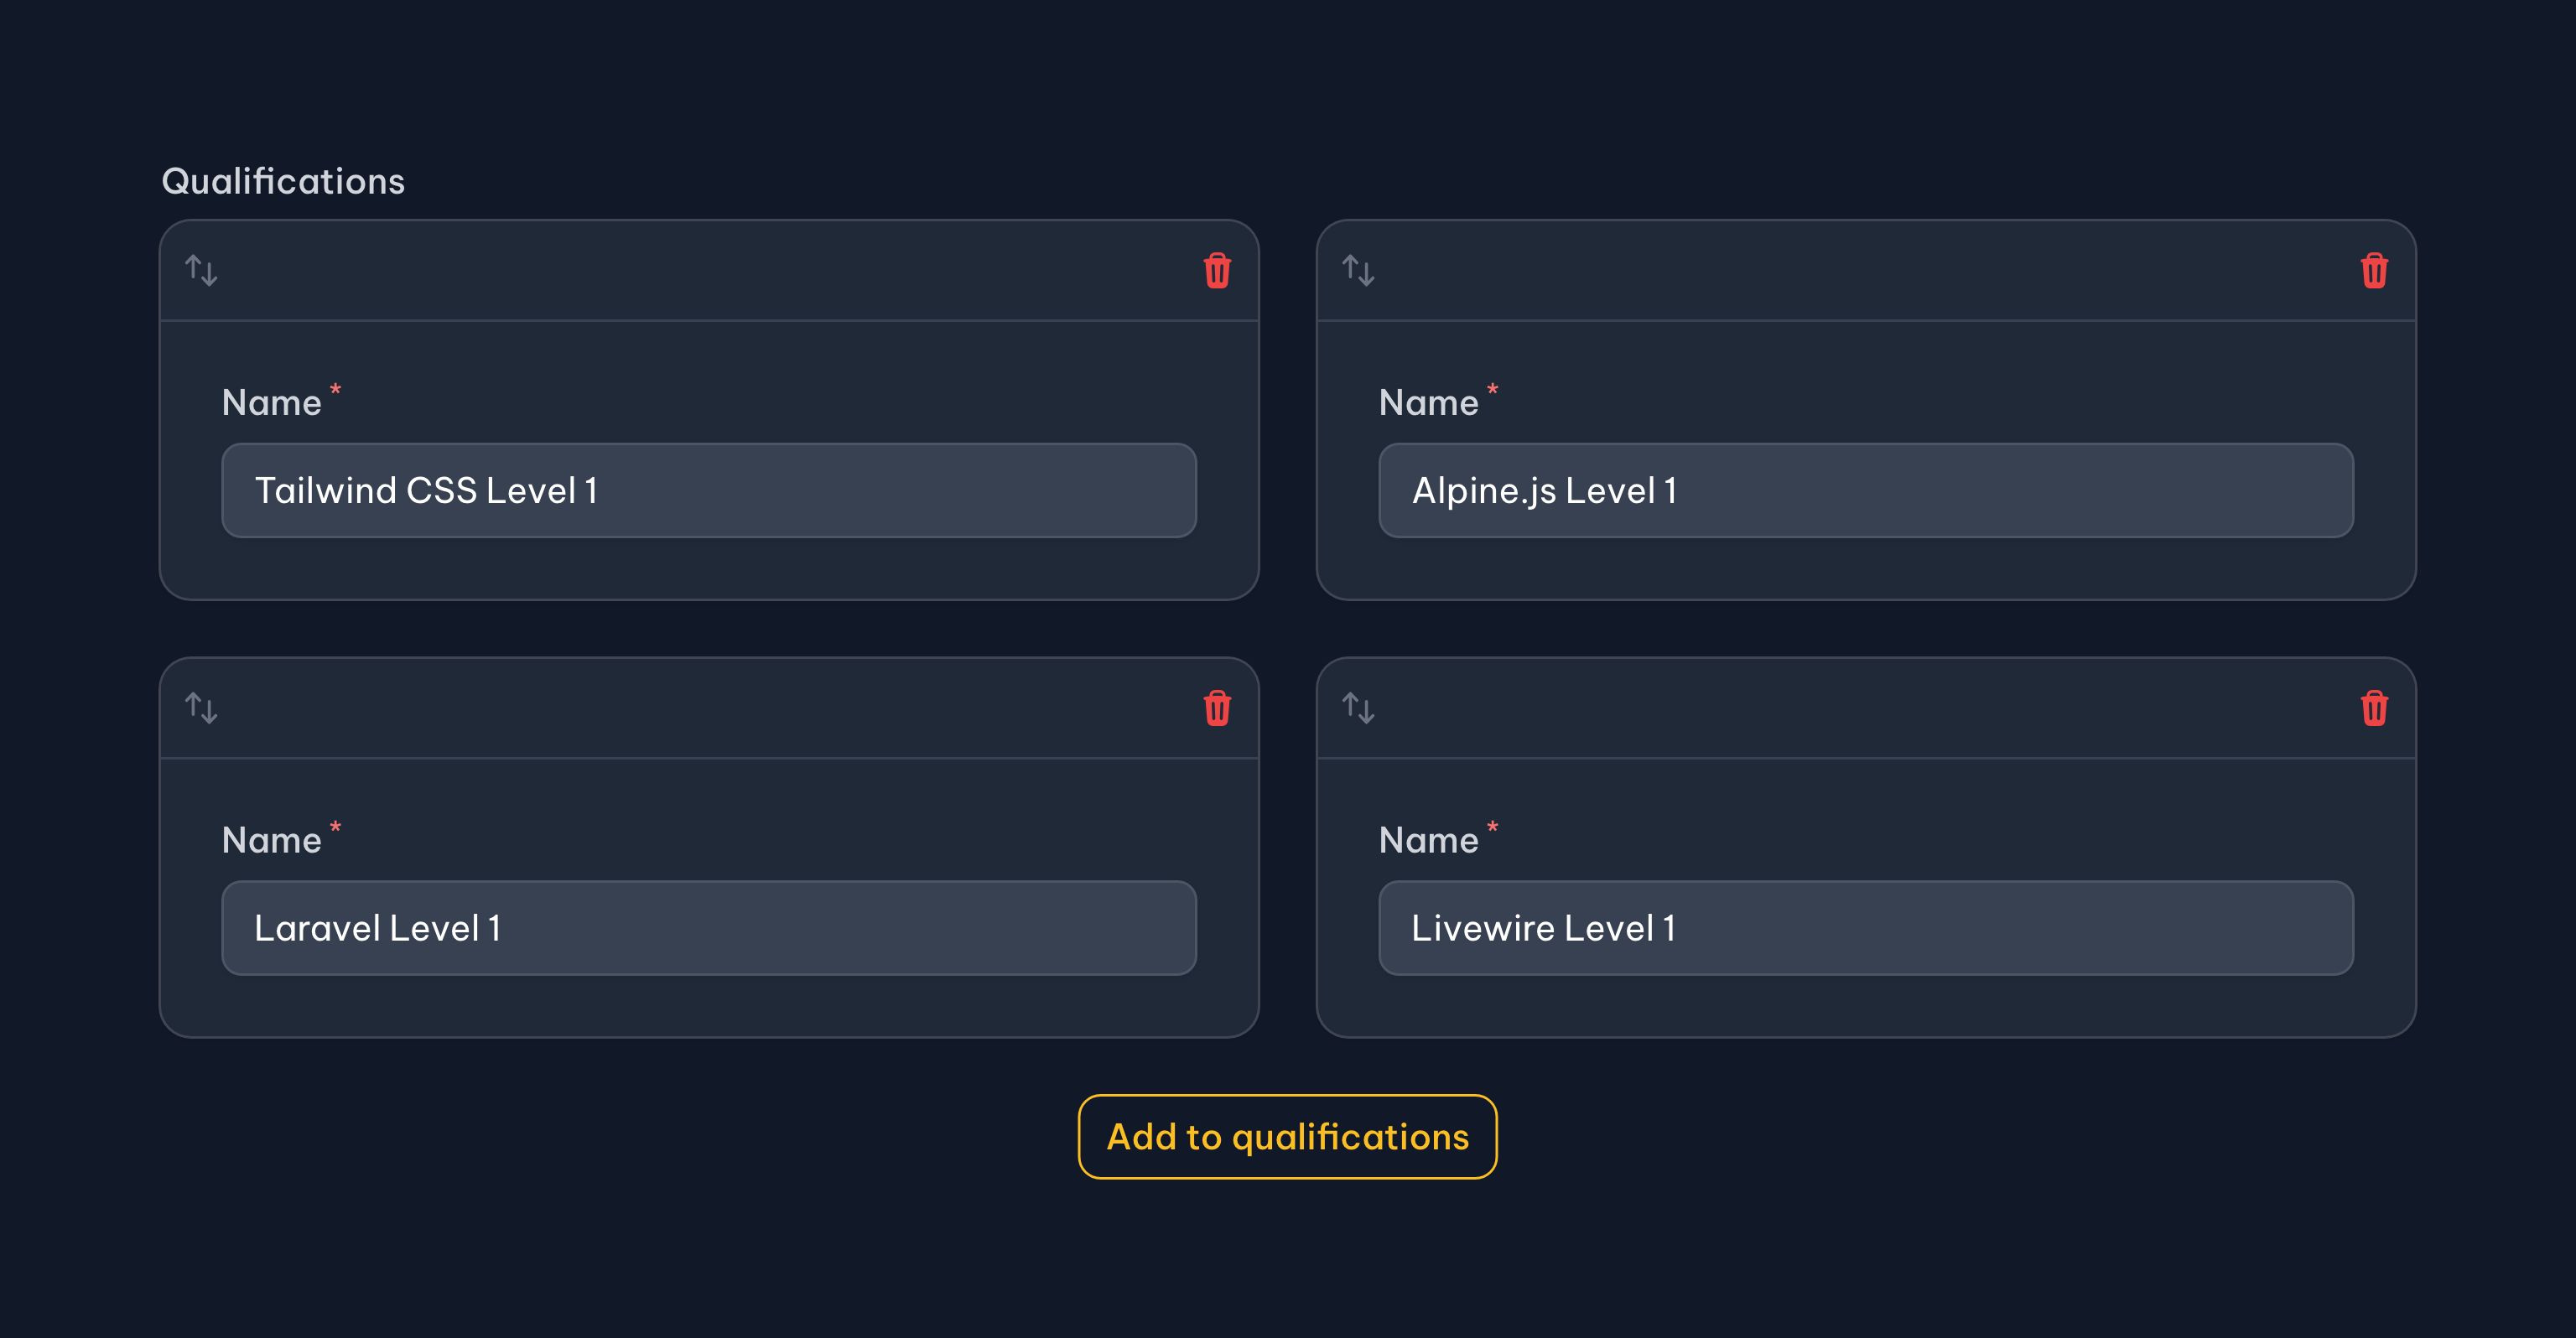 Qualifications
Name *
Tailwind CSS Level 1
Name *
Alpine.js Level 1
Name *
Laravel Level 1
Name *
Livewire Level 1
Add to qualifications